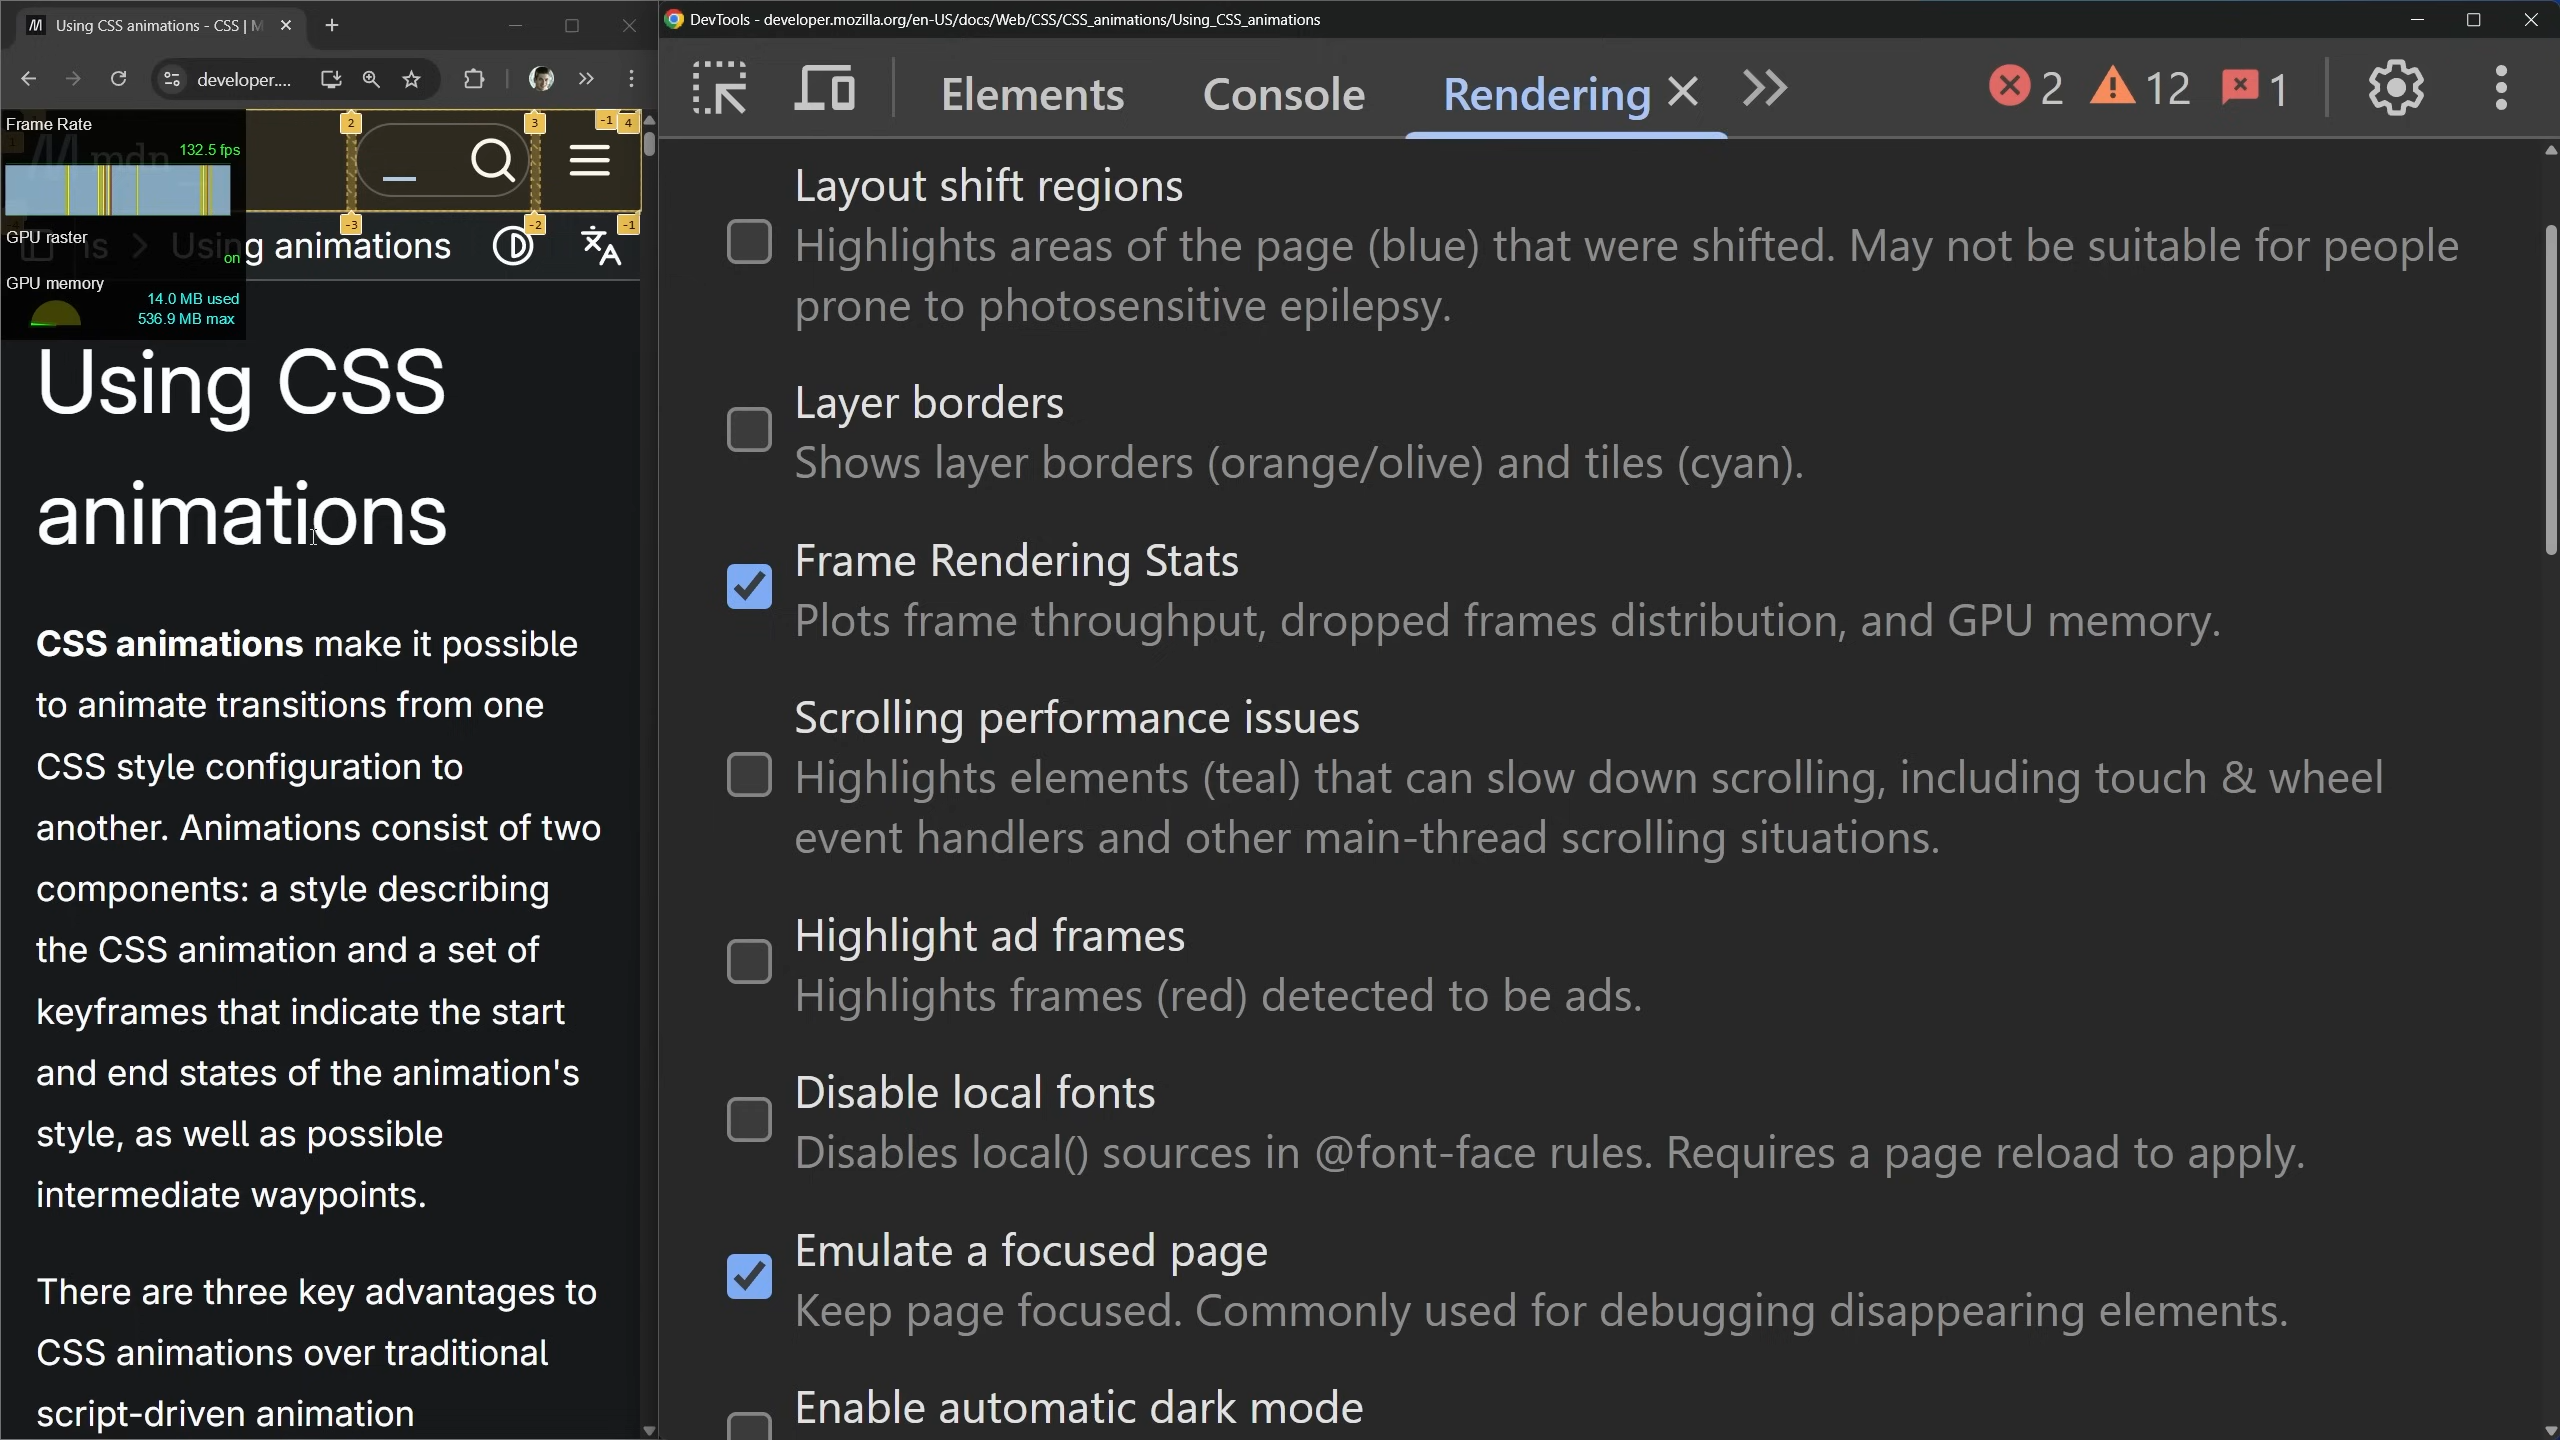 Using CSS animations - CSS | M
developer....
Frame Rate
132.5 fps
mdn
GPU raster
on
GPU memory
14.0 MB used
536.9 MB max
2
3
-1
4
-3
-2
-1
ns > Using animations
Using CSS
animations
CSS animations make it possible
to animate transitions from one
CSS style configuration to
another. Animations consist of two
components: a style describing
the CSS animation and a set of
keyframes that indicate the start
and end states of the animation's
style, as well as possible
intermediate waypoints.
There are three key advantages to
CSS animations over traditional
script-driven animation
DevTools - developer.mozilla.org/en-US/docs/Web/CSS/CSS_animations/Using_CSS_animations
Elements
Console
Rendering
2
12
1
Layout shift regions
Highlights areas of the page (blue) that were shifted. May not be suitable for people
prone to photosensitive epilepsy.
Layer borders
Shows layer borders (orange/olive) and tiles (cyan).
Frame Rendering Stats
Plots frame throughput, dropped frames distribution, and GPU memory.
Scrolling performance issues
Highlights elements (teal) that can slow down scrolling, including touch & wheel
event handlers and other main-thread scrolling situations.
Highlight ad frames
Highlights frames (red) detected to be ads.
Disable local fonts
Disables local() sources in @font-face rules. Requires a page reload to apply.
Emulate a focused page
Keep page focused. Commonly used for debugging disappearing elements.
Enable automatic dark mode